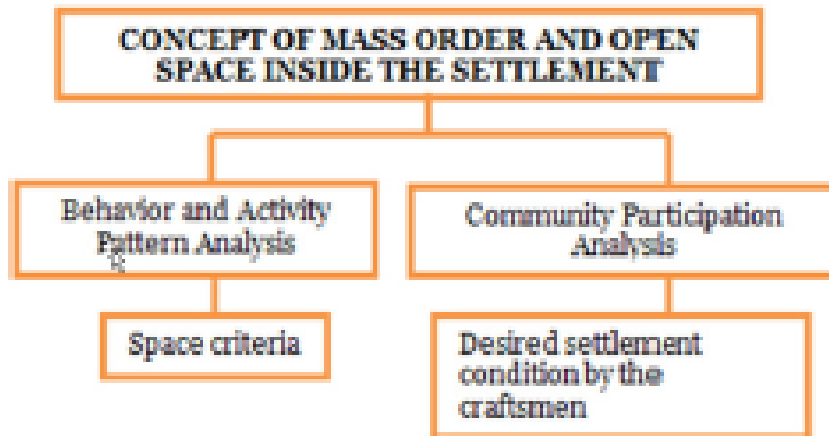 CONCEPT OF MASS ORDER AND OPEN
SPACE INSIDE THE SETTLEMENT
Behavior and Activity
Pattern Analysis
Community Participation
Analysis
Space criteria
Desired settlement
condition by the
craftsmen